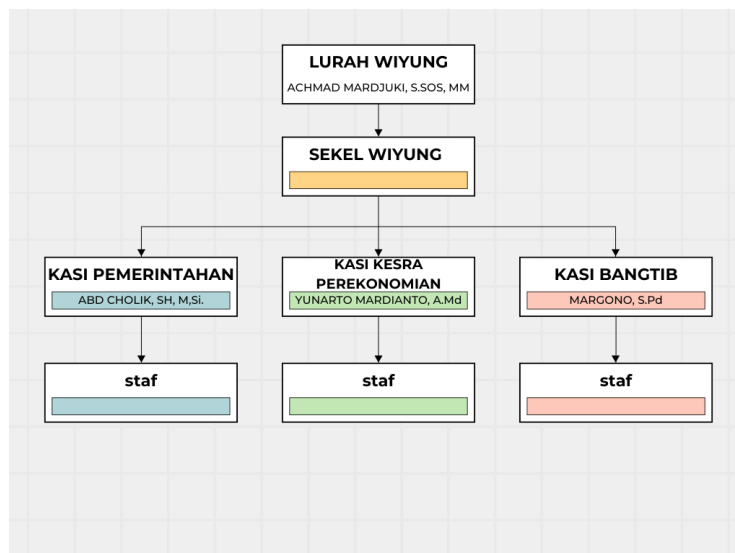 LURAH WIYUNG
ACHMAD MARDJUKI, S.SOS, MM
SEKEL WIYUNG
KASI PEMERINTAHAN
ABD CHOLIK, SH, M,Si.
KASI KESRA
PEREKONOMIAN
YUNARTO MARDIANTO, A.Md
KASI BANGTIB
MARGONO, S.Pd
staf
staf
staf